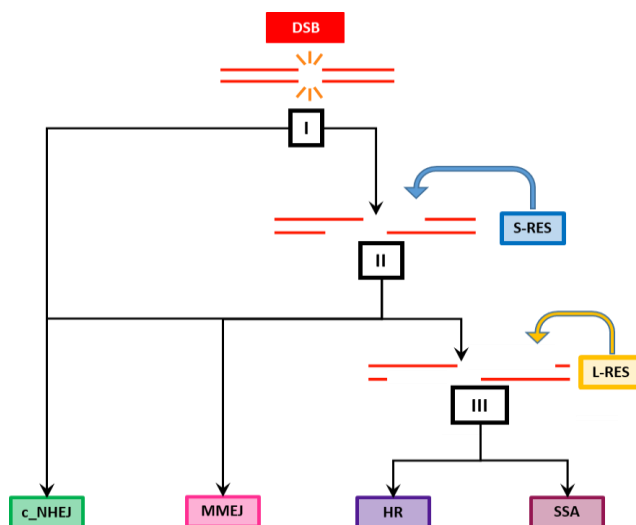 DSB
I
S-RES
II
L-RES
III
c_NHEJ
MMEJ
HR
SSA